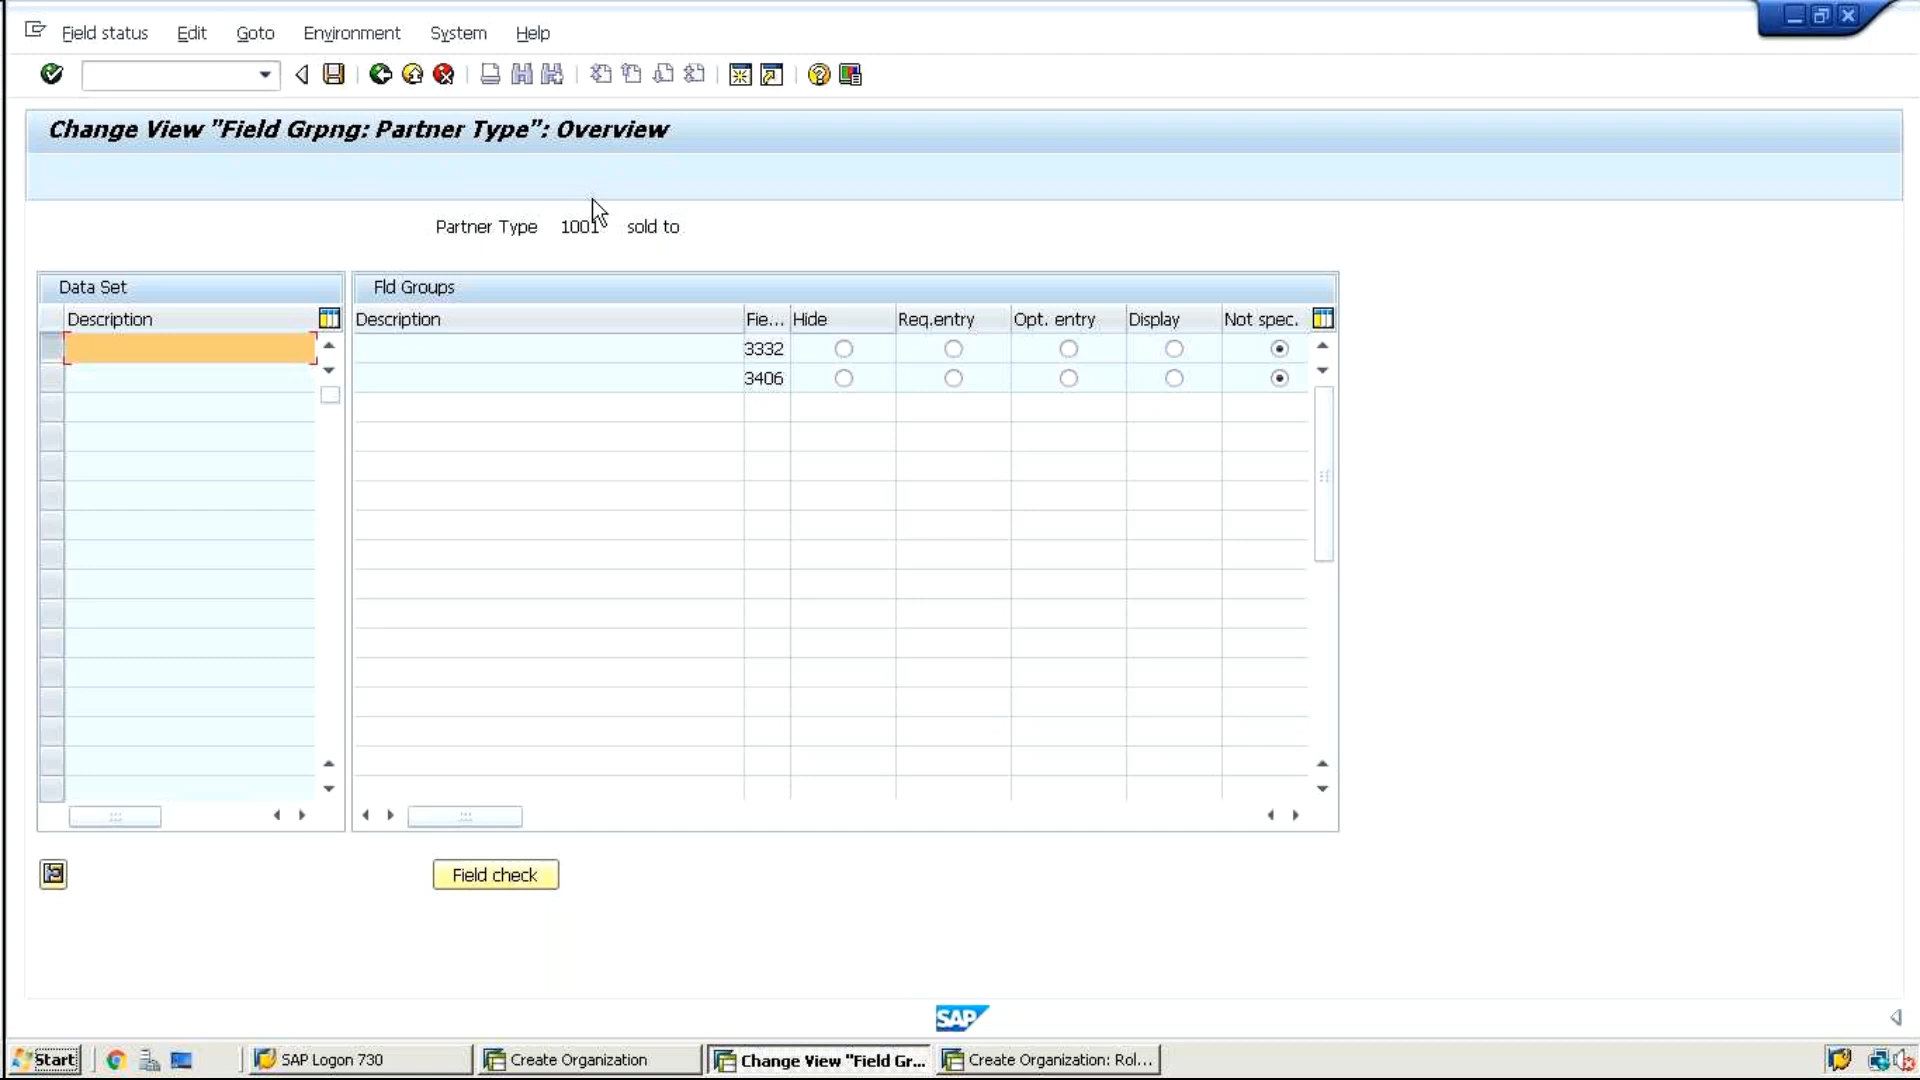 Field status Edit Goto Environment System Help
Change View "Field Grpng: Partner Type": Overview
Partner Type 1001 sold to
Data Set Fld Groups
Description Description Fie... Hide Req.entry Opt. entry Display Not spec.
3332
3406
Field check
SAP
Start SAP Logon 730 Create Organization Change View "Field Gr... Create Organization: Rol...